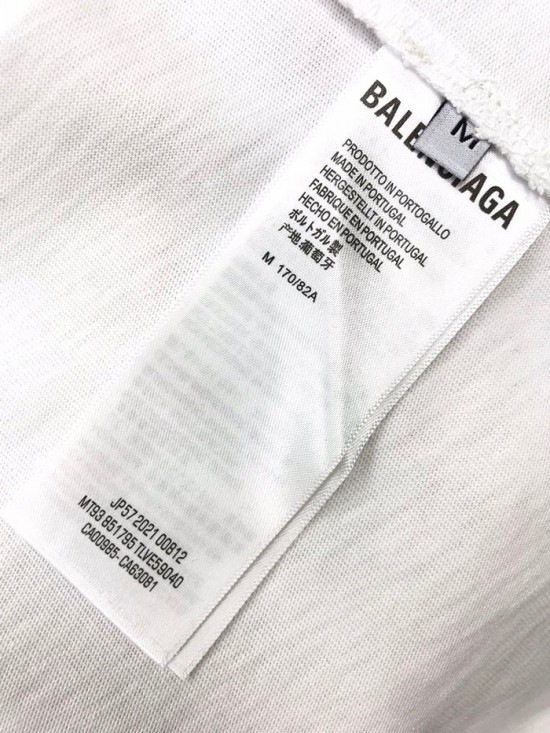 BALENCIAGA
M
PRODOTTO IN PORTOGALLO
MADE IN PORTUGAL
HERGESTELLT IN PORTUGAL
FABRIQUE EN PORTUGAL
HECHO EN PORTUGAL
ポルトガル製
产地葡萄牙
M 170/82A
JP57 2021 00812
MT93 851795 TLVE59040
CA00985-CA63081